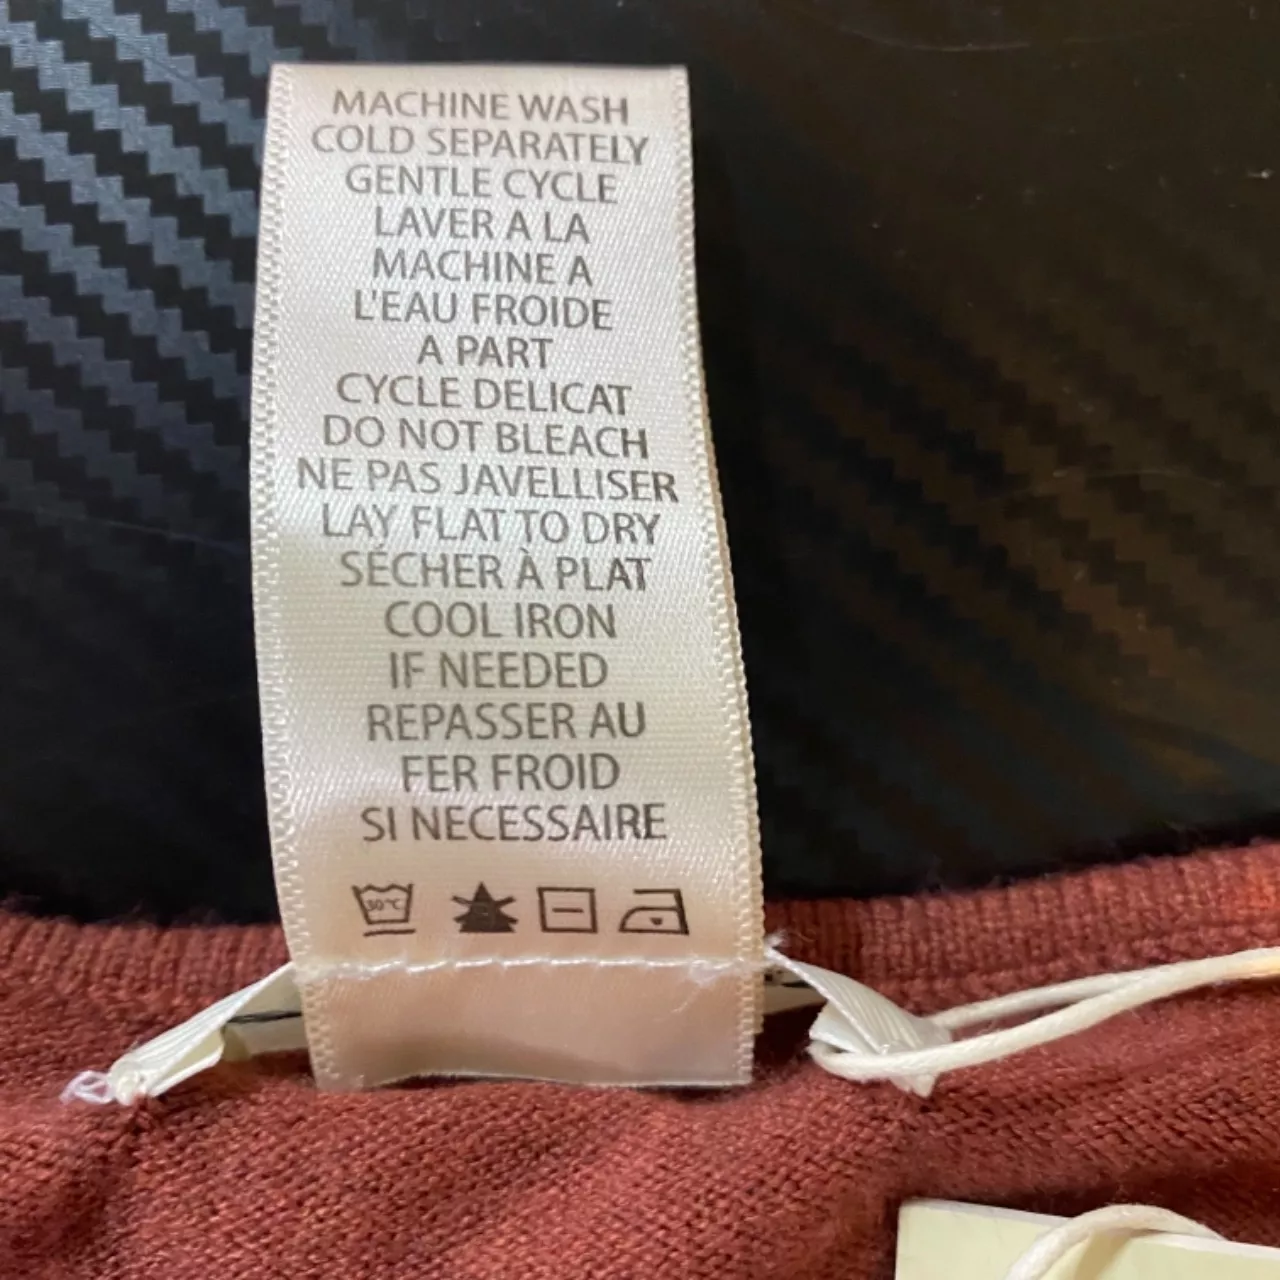 MACHINE WASH
COLD SEPARATELY
GENTLE CYCLE
LAVER A LA
MACHINE A
L'EAU FROIDE
A PART
CYCLE DELICAT
DO NOT BLEACH
NE PAS JAVELLISER
LAY FLAT TO DRY
SÉCHER À PLAT
COOL IRON
IF NEEDED
REPASSER AU
FER FROID
SI NECESSAIRE
30°C